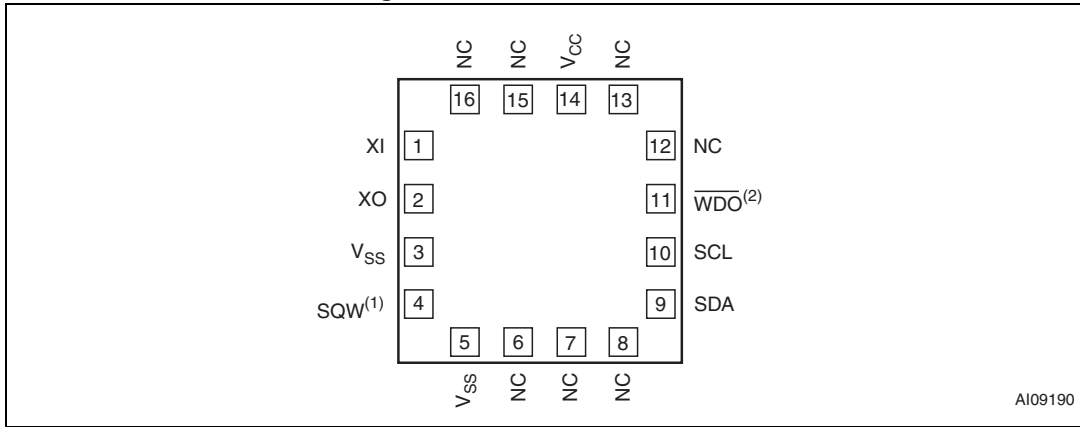 NC NC VCC NC
16 15 14 13
XI 1 12 NC
XO 2 11 WDO(2)
VSS 3 10 SCL
SQW(1) 4 9 SDA
5 6 7 8
VSS NC NC NC
AI09190